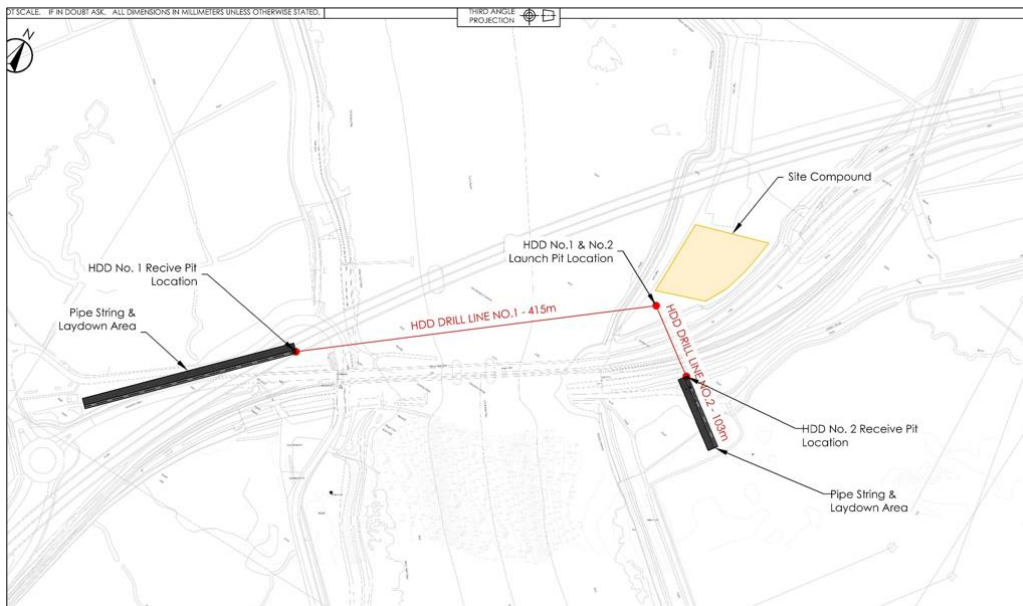 OT SCALE. IF IN DOUBT ASK. ALL DIMENSIONS IN MILLIMETERS UNLESS OTHERWISE STATED.
THIRD ANGLE
PROJECTION
N
Site Compound
HDD No.1 & No.2
Launch Pit Location
HDD No. 1 Recive Pit
Location
Pipe String &
Laydown Area
HDD DRILL LINE NO.1 - 415m
HDD DRILL LINE NO.2 - 103m
HDD No. 2 Receive Pit
Location
Pipe String &
Laydown Area